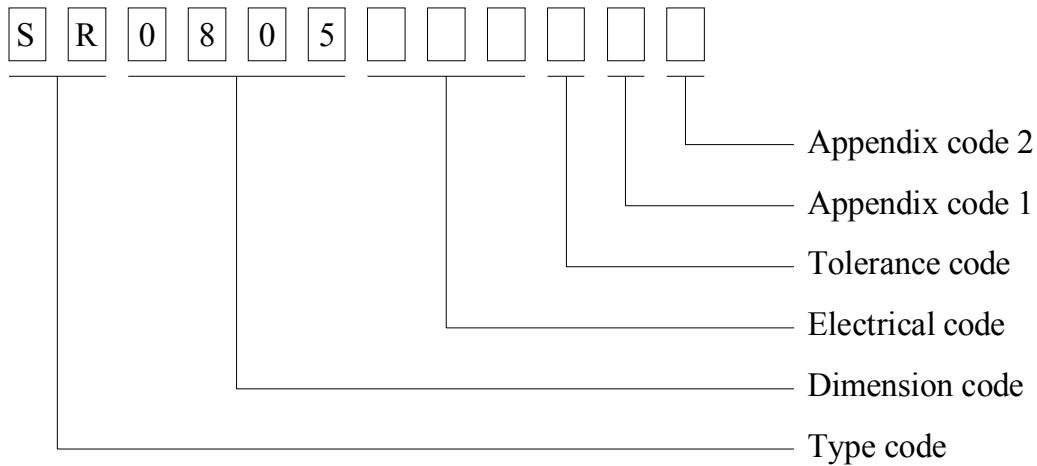 S R 0 8 0 5
Appendix code 2
Appendix code 1
Tolerance code
Electrical code
Dimension code
Type code